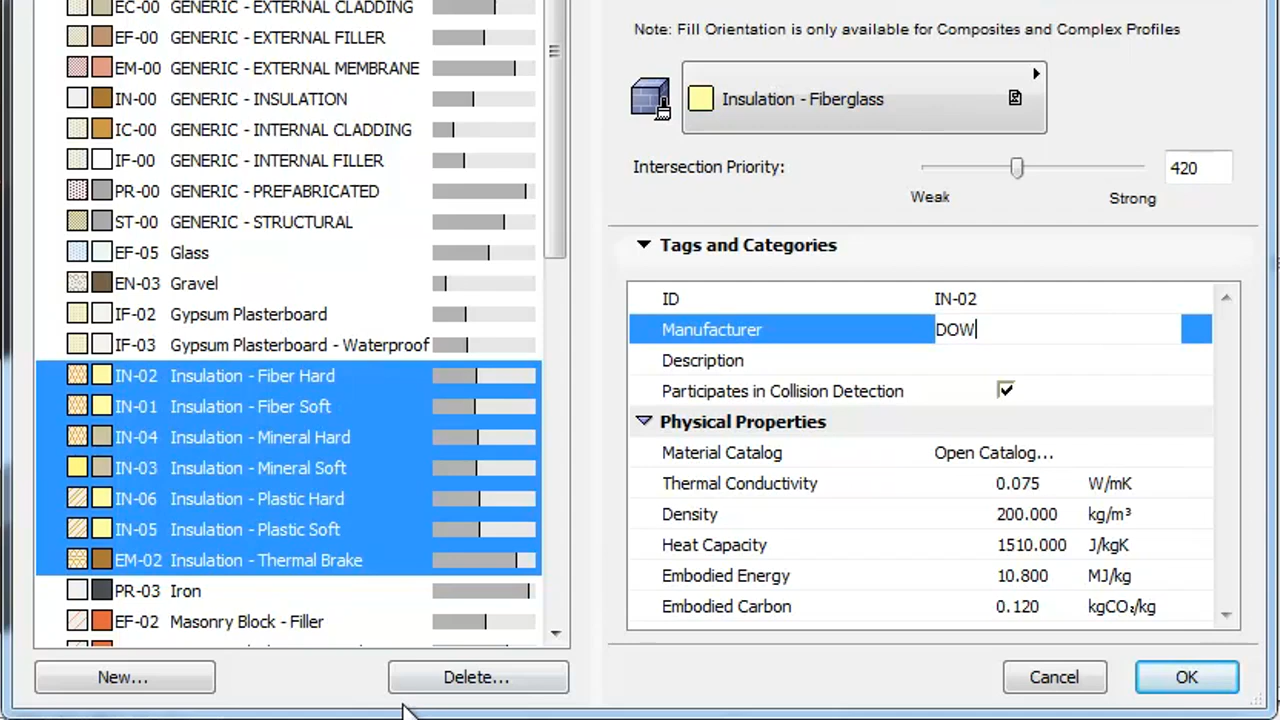 EC-00 GENERIC - EXTERNAL CLADDING
EF-00 GENERIC - EXTERNAL FILLER
EM-00 GENERIC - EXTERNAL MEMBRANE
IN-00 GENERIC - INSULATION
IC-00 GENERIC - INTERNAL CLADDING
IF-00 GENERIC - INTERNAL FILLER
PR-00 GENERIC - PREFABRICATED
ST-00 GENERIC - STRUCTURAL
EF-05 Glass
EN-03 Gravel
IF-02 Gypsum Plasterboard
IF-03 Gypsum Plasterboard - Waterproof
IN-02 Insulation - Fiber Hard
IN-01 Insulation - Fiber Soft
IN-04 Insulation - Mineral Hard
IN-03 Insulation - Mineral Soft
IN-06 Insulation - Plastic Hard
IN-05 Insulation - Plastic Soft
EM-02 Insulation - Thermal Brake
PR-03 Iron
EF-02 Masonry Block - Filler
New...
Delete...
Note: Fill Orientation is only available for Composites and Complex Profiles
Insulation - Fiberglass
Intersection Priority:
420
Weak
Strong
Tags and Categories
ID IN-02
Manufacturer DOW
Description
Participates in Collision Detection
Physical Properties
Material Catalog Open Catalog...
Thermal Conductivity 0.075 W/mK
Density 200.000 kg/m³
Heat Capacity 1510.000 J/kgK
Embodied Energy 10.800 MJ/kg
Embodied Carbon 0.120 kgCO₂/kg
Cancel
OK